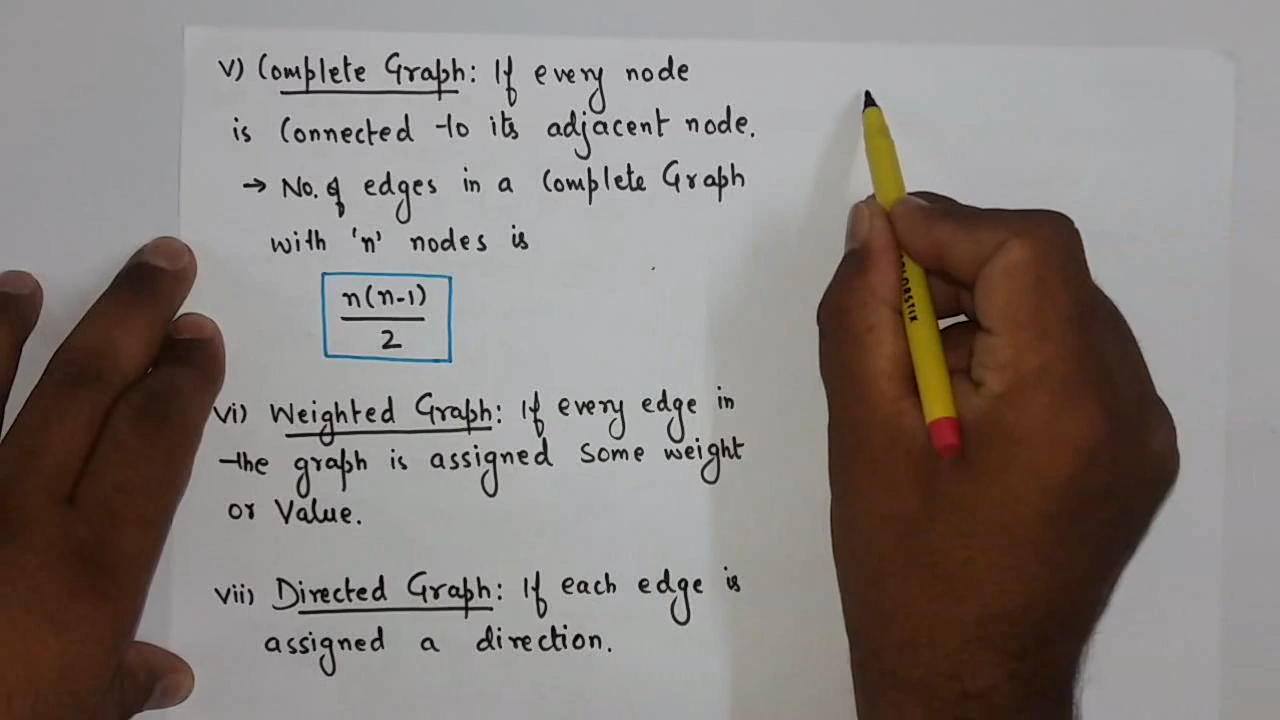 v) Complete Graph: If every node
is Connected to its adjacent node.
→ No. of edges in a Complete Graph
with 'n' nodes is
n(n-1)
2
vi) Weighted Graph: If every edge in
the graph is assigned some weight
or Value.
vii) Directed Graph: If each edge is
assigned a direction.